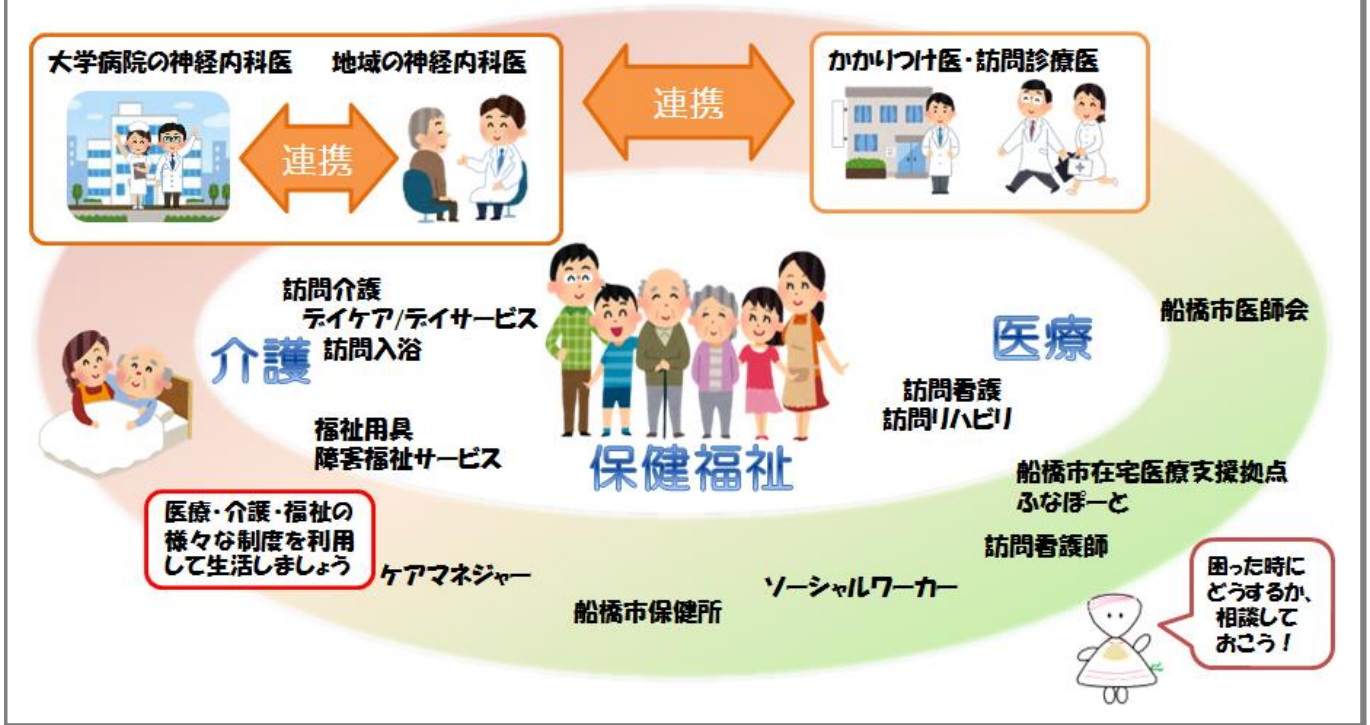 大学病院の神経内科医
地域の神経内科医
連携
連携
かかりつけ医・訪問診療医
訪問介護
デイケア/デイサービス
訪問入浴
介護
福祉用具
障害福祉サービス
保健福祉
医療
訪問看護
訪問リハビリ
船橋市医師会
船橋市在宅医療支援拠点
ふなぽーと
訪問看護師
ソーシャルワーカー
船橋市保健所
ケアマネジャー
医療・介護・福祉の
様々な制度を利用
して生活しましょう
困った時に
どうするか、
相談して
おこう！